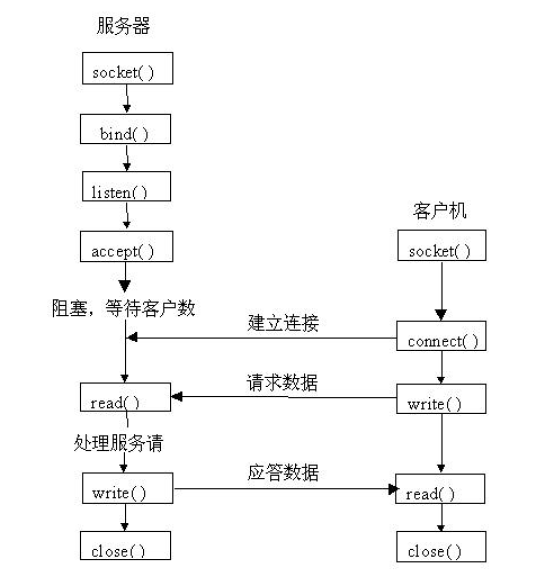 服务器
socket( )
bind( )
listen( )
客户机
accept( )
socket( )
阻塞，等待客户数
建立连接
connect( )
请求数据
read( )
write( )
处理服务请
应答数据
write( )
read( )
close( )
close( )